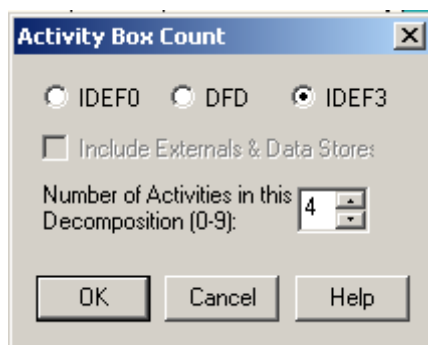 Activity Box Count
IDEF0 DFD IDEF3
Include Externals & Data Stores
Number of Activities in this
Decomposition (0-9):
4
OK Cancel Help